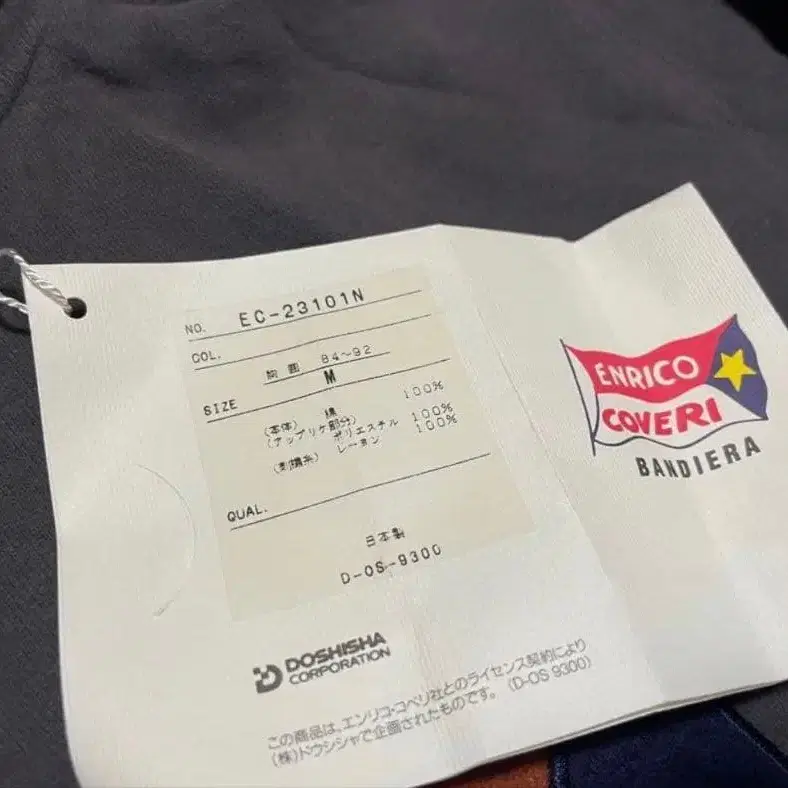 NO. EC-23101N
COL.
胸囲 84~92
SIZE M
(本体) 綿 100%
(アップリケ部分) ポリエステル 100%
(刺繍糸) レーヨン 100%
QUAL.
日本製
D-OS-9300
DOSHISHA
CORPORATION
この商品は、エンリコ・コベリ社とのライセンス契約により
(株)ドウシシャで企画されたものです。(D-OS 9300)
ENRICO
COVERI
BANDIERA